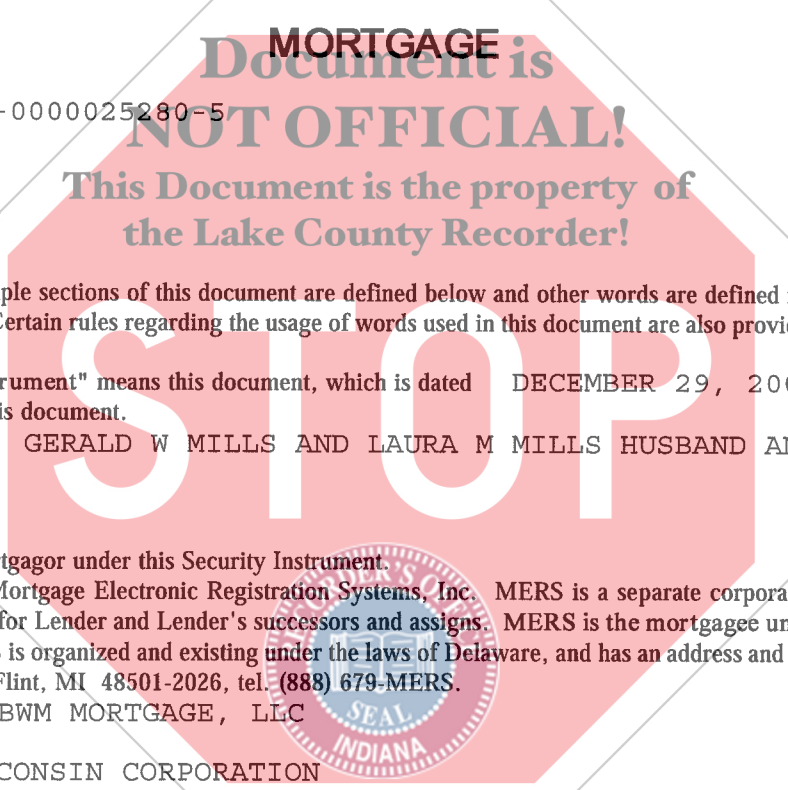 MORTGAGE
Document is
-0000025280-5
NOT OFFICIAL!
This Document is the property of
the Lake County Recorder!
ple sections of this document are defined below and other words are defined
Certain rules regarding the usage of words used in this document are also provi
rument" means this document, which is dated DECEMBER 29, 200
is document.
GERALD W MILLS AND LAURA M MILLS HUSBAND AN
STOP
rtgagor under this Security Instrument.
Mortgage Electronic Registration Systems, Inc. MERS is a separate corpora
for Lender and Lender's successors and assigns. MERS is the mortgagee un
is organized and existing under the laws of Delaware, and has an address and
Flint, MI 48501-2026, tel. (888) 679-MERS.
BWM MORTGAGE, LLC
CONSIN CORPORATION
RECORDER'S OFFICE
SEAL
INDIANA